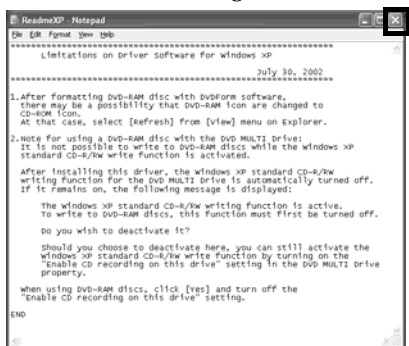 ReadmeXP - Notepad
File Edit Format View Help
**********************************************************
Limitations on Driver Software for Windows XP
July 30, 2002
**********************************************************
1.After formatting DVD-RAM disc with DVDForm software,
there may be a possibility that DVD-RAM icon are changed to
CD-ROM icon.
At that case, select [Refresh] from [View] menu on Explorer.
2.Note for using a DVD-RAM disc with the DVD MULTI Drive:
It is not possible to write to DVD-RAM discs while the Windows XP
standard CD-R/RW write function is activated.
After installing this driver, the Windows XP standard CD-R/RW
writing function for the DVD MULTI Drive is automatically turned off.
If it remains on, the following message is displayed:
The Windows XP standard CD-R/RW writing function is active.
To write to DVD-RAM discs, this function must first be turned off.
Do you wish to deactivate it?
Should you choose to deactivate here, you can still activate the
Windows XP standard CD-R/RW write function by turning on the
"Enable CD recording on this drive" setting in the DVD MULTI Drive
property.
When using DVD-RAM discs, click [Yes] and turn off the
"Enable CD recording on this drive" setting.
END